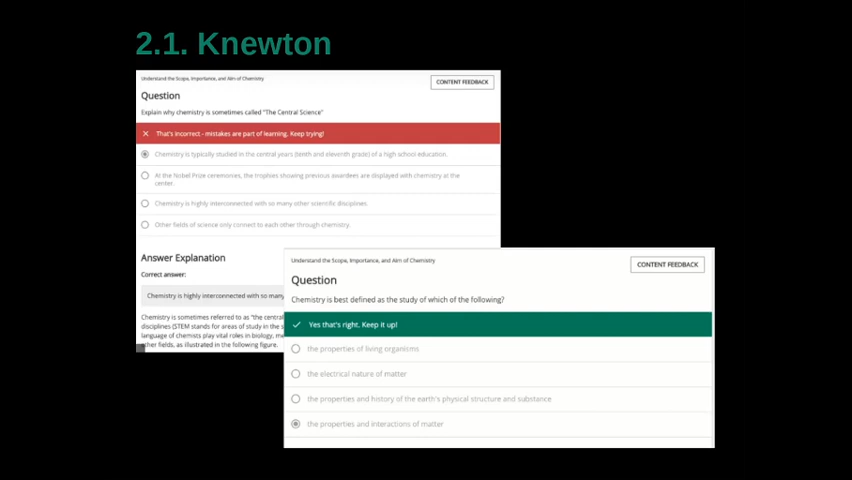 2.1. Knewton
Understand the Scope, Importance, and Aim of Chemistry
CONTENT FEEDBACK
Question
Explain why chemistry is sometimes called "The Central Science"
That's incorrect - mistakes are part of learning. Keep trying!
Chemistry is typically studied in the central years (tenth and eleventh grade) of a high school education.
At the Nobel Prize ceremonies, the trophies showing previous awardees are displayed with chemistry at the
center.
Chemistry is highly interconnected with so many other scientific disciplines.
Other fields of science only connect to each other through chemistry.
Answer Explanation
Correct answer:
Chemistry is highly interconnected with so many
Chemistry is sometimes referred to as "the central
disciplines (STEM stands for areas of study in the s
language of chemists play vital roles in biology, me
other fields, as illustrated in the following figure.
Understand the Scope, Importance, and Aim of Chemistry
CONTENT FEEDBACK
Question
Chemistry is best defined as the study of which of the following?
Yes that's right. Keep it up!
the properties of living organisms
the electrical nature of matter
the properties and history of the earth's physical structure and substance
the properties and interactions of matter